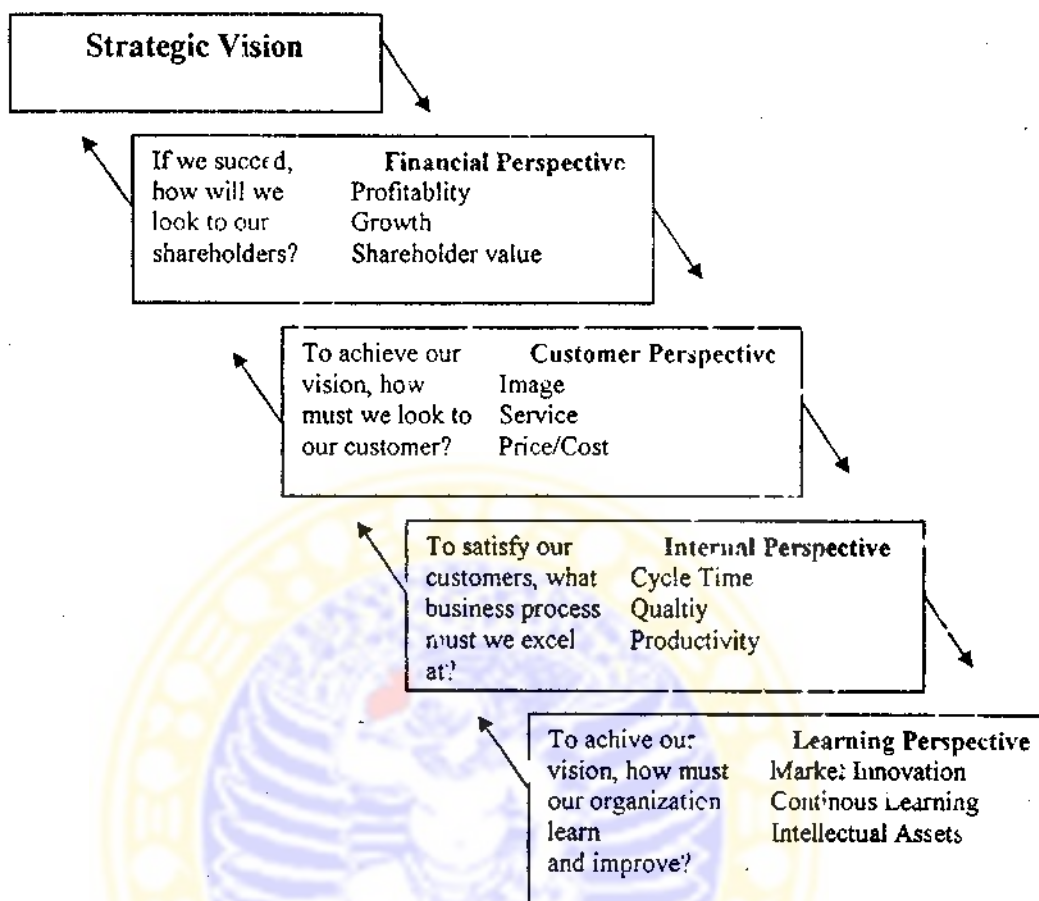 Strategic Vision
If we succed,
how will we
look to our
shareholders?
Financial Perspective
Profitablity
Growth
Shareholder value
To achieve our
vision, how
must we look to
our customer?
Customer Perspective
Image
Service
Price/Cost
To satisfy our
customers, what
business process
must we excel
at?
Internal Perspective
Cycle Time
Qualtiy
Productivity
To achive our
vision, how must
our organization
learn
and improve?
Learning Perspective
Market Innovation
Continous Learning
Intellectual Assets